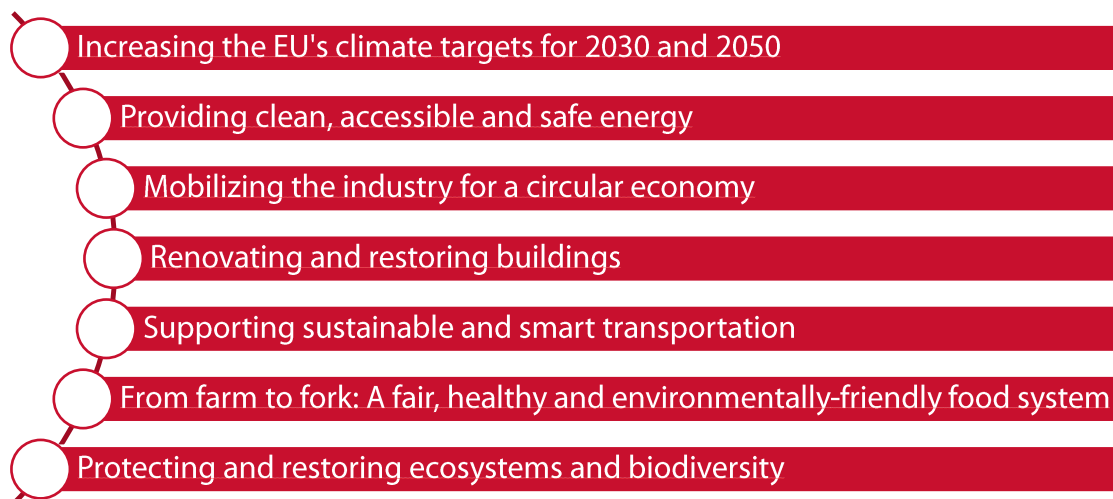 Increasing the EU's climate targets for 2030 and 2050
Providing clean, accessible and safe energy
Mobilizing the industry for a circular economy
Renovating and restoring buildings
Supporting sustainable and smart transportation
From farm to fork: A fair, healthy and environmentally-friendly food system
Protecting and restoring ecosystems and biodiversity